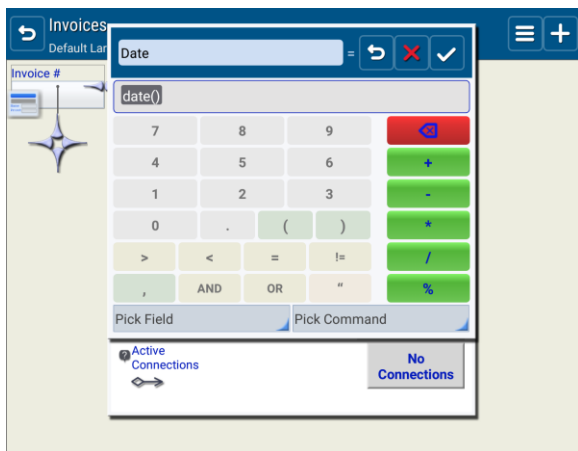 Invoices
Default Lar
Invoice #
Date =
date()
7 8 9
4 5 6 +
1 2 3 -
0 . ( ) *
> < = != /
, AND OR " %
Pick Field Pick Command
? Active
Connections
No
Connections